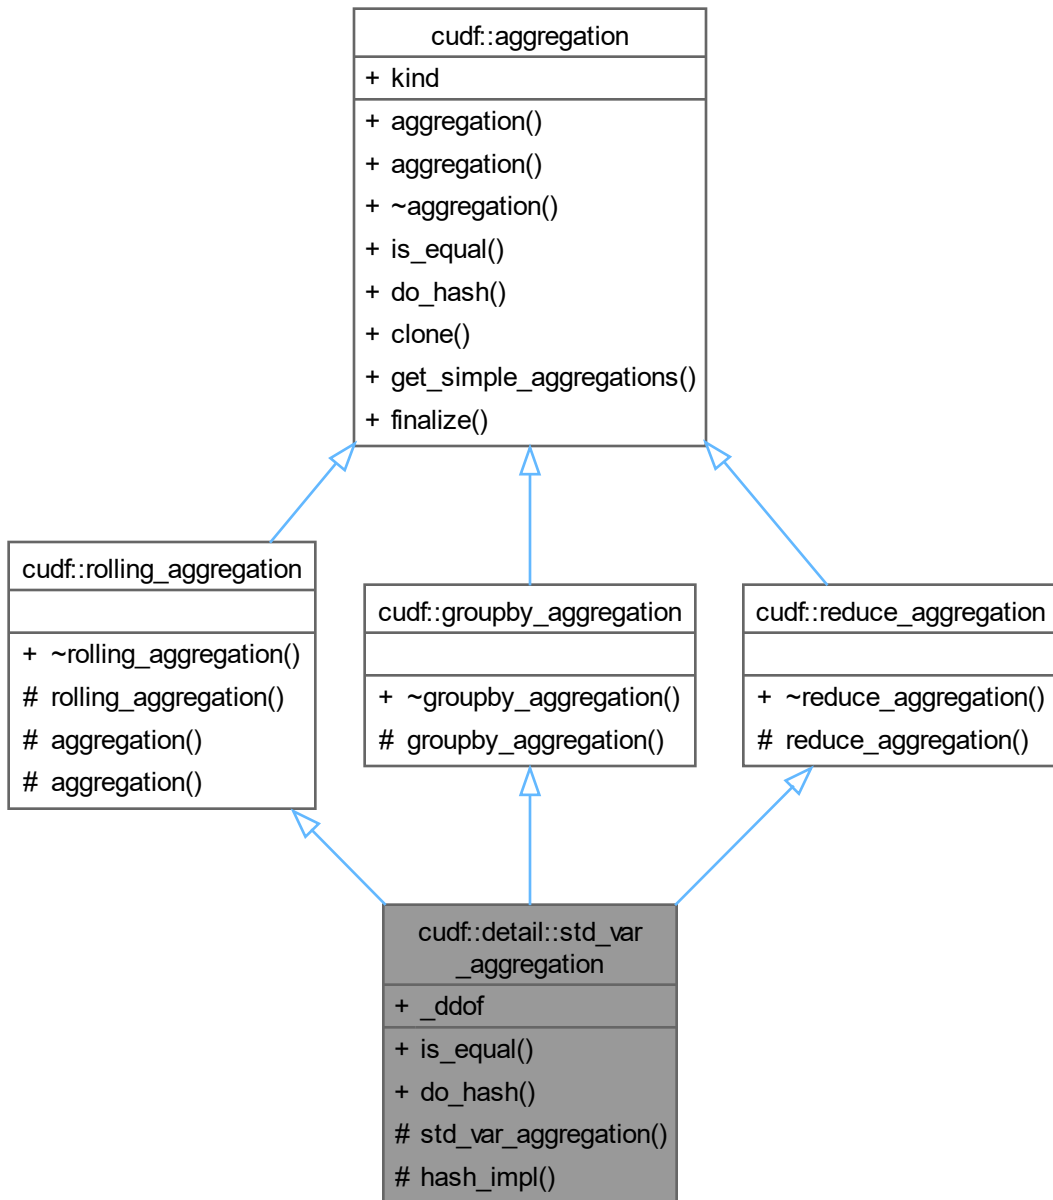 cudf::aggregation
+ kind
+ aggregation()
+ aggregation()
+ ~aggregation()
+ is_equal()
+ do_hash()
+ clone()
+ get_simple_aggregations()
+ finalize()
cudf::rolling_aggregation
+ ~rolling_aggregation()
# rolling_aggregation()
# aggregation()
# aggregation()
cudf::groupby_aggregation
+ ~groupby_aggregation()
# groupby_aggregation()
cudf::reduce_aggregation
+ ~reduce_aggregation()
# reduce_aggregation()
cudf::detail::std_var
_aggregation
+ _ddof
+ is_equal()
+ do_hash()
# std_var_aggregation()
# hash_impl()